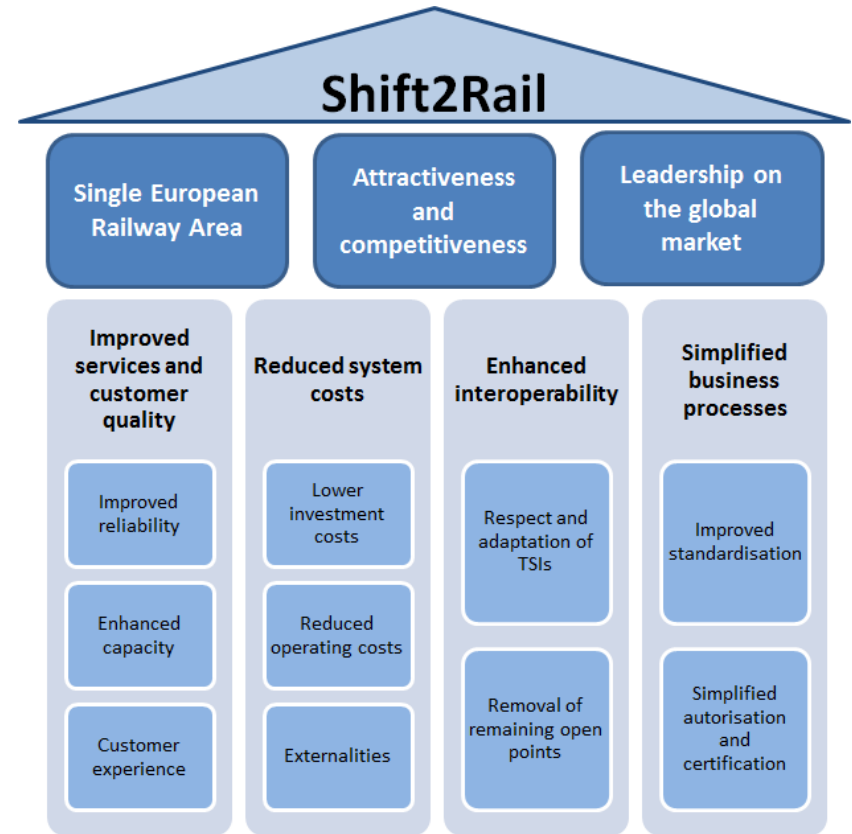 Shift2Rail
Single European
Railway Area
Attractiveness
and
competitiveness
Leadership on
the global
market
Improved
services and
customer
quality
Improved
reliability
Enhanced
capacity
Customer
experience
Reduced system
costs
Lower
investment
costs
Reduced
operating costs
Externalities
Enhanced
interoperability
Respect and
adaptation of
TSIs
Removal of
remaining open
points
Simplified
business
processes
Improved
standardisation
Simplified
autorisation
and
certification